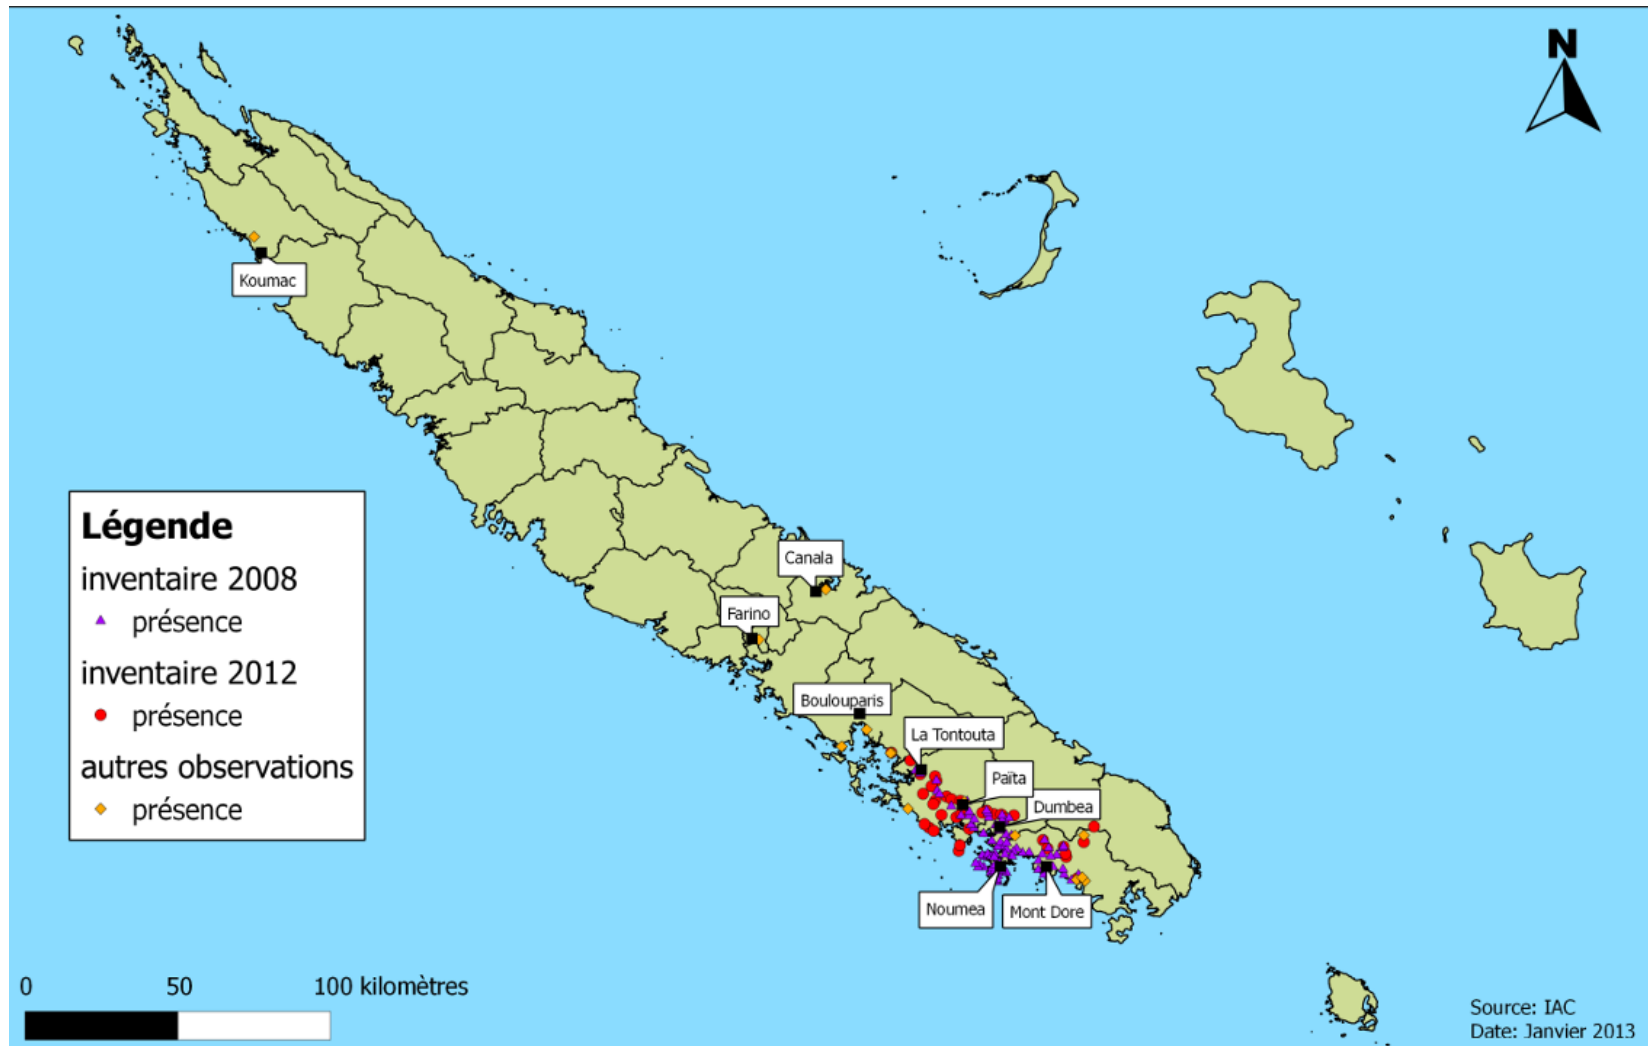 N
Koumac
Canala
Farino
Boulouparis
La Tontouta
Païta
Dumbea
Noumea
Mont Dore
Légende
inventaire 2008
présence
inventaire 2012
présence
autres observations
présence
0 50 100 kilomètres
Source: IAC
Date: Janvier 2013